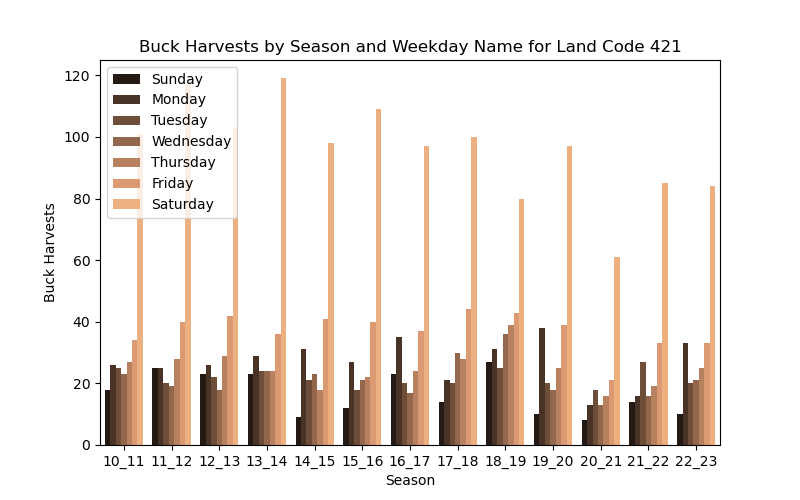 Buck Harvests by Season and Weekday Name for Land Code 421
Buck Harvests
120
100
80
60
40
20
0
Sunday
Monday
Tuesday
Wednesday
Thursday
Friday
Saturday
10_11 11_12 12_13 13_14 14_15 15_16 16_17 17_18 18_19 19_20 20_21 21_22 22_23
Season